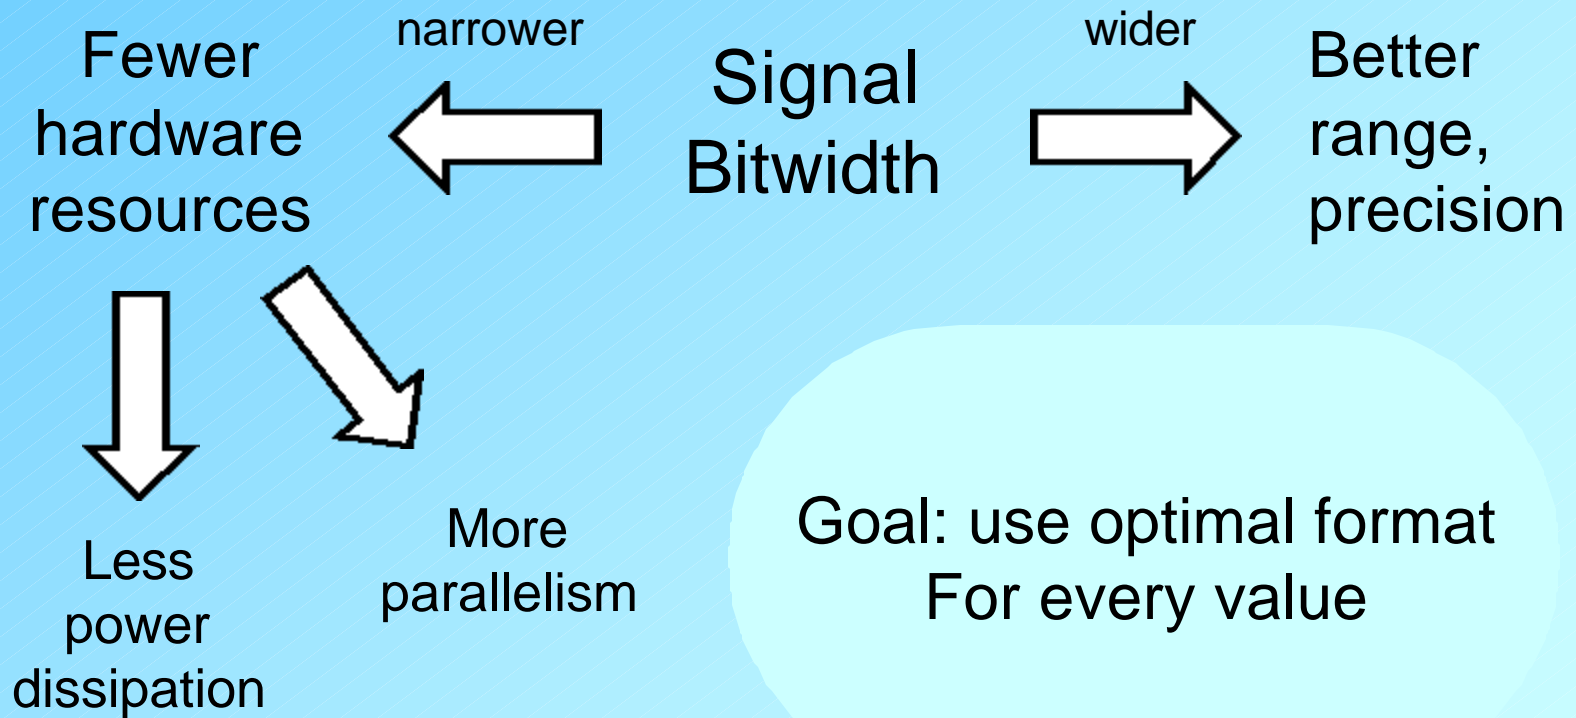 Fewer
hardware
resources
narrower
Signal
Bitwidth
wider
Better
range,
precision
Less
power
dissipation
More
parallelism
Goal: use optimal format
For every value